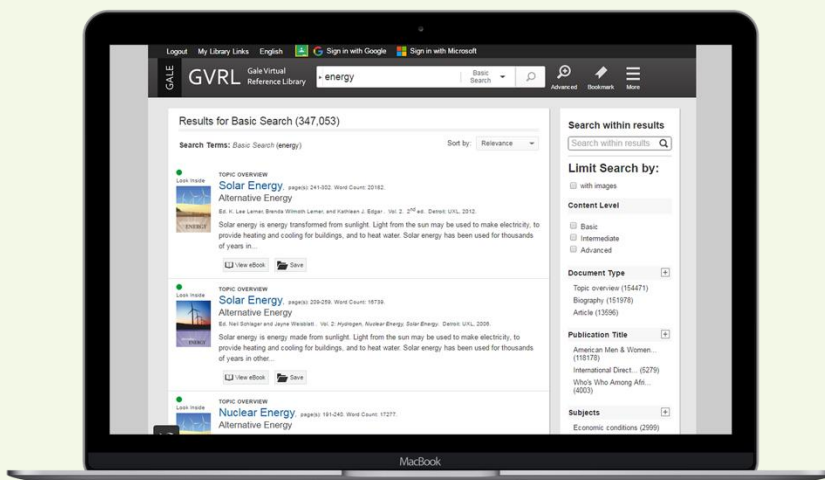 Logout My Library Links English Sign in with Google Sign in with Microsoft
GALE GVRL Gale Virtual Reference Library energy Basic Search Advanced Bookmark More
Results for Basic Search (347,053)
Search Terms: Basic Search (energy) Sort by: Relevance
Look Inside
TOPIC OVERVIEW
Solar Energy, page(s): 241-302. Word Count: 20162.
Alternative Energy
Ed. K. Lee Lerner, Brenda Wilmoth Lerner, and Kathleen J. Edgar. Vol. 2. 2nd ed. Detroit: UXL, 2012.
Solar energy is energy transformed from sunlight. Light from the sun may be used to make electricity, to
provide heating and cooling for buildings, and to heat water. Solar energy has been used for thousands
of years in...
ENERGY
View eBook Save
Look Inside
TOPIC OVERVIEW
Solar Energy, page(s): 209-259. Word Count: 16739.
Alternative Energy
Ed. Neil Schlager and Jayne Weisblatt. Vol. 2: Hydrogen, Nuclear Energy, Solar Energy. Detroit: UXL, 2006.
Solar energy is energy made from sunlight. Light from the sun may be used to make electricity, to
provide heating and cooling for buildings, and to heat water. Solar energy has been used for thousands
of years in other...
ENERGY
View eBook Save
Look Inside
TOPIC OVERVIEW
Nuclear Energy, page(s): 191-240. Word Count: 17277.
Alternative Energy
Search within results
Search within results
Limit Search by:
with images
Content Level
Basic
Intermediate
Advanced
Document Type
Topic overview (154471)
Biography (151978)
Article (13596)
Publication Title
American Men & Women...
(118178)
International Direct... (5279)
Who's Who Among Afri...
(4003)
Subjects
Economic conditions (2999)
MacBook